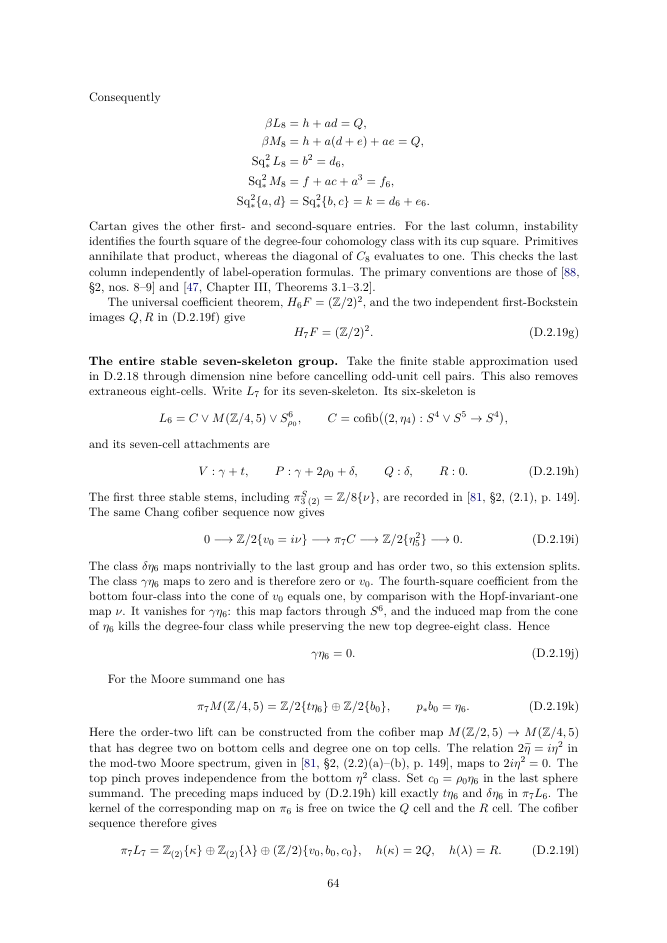 Consequently
βL₈ = h + ad = Q,
βM₈ = h + a(d + e) + ae = Q,
Sq²∗ L₈ = b² = d₆,
Sq²∗ M₈ = f + ac + a³ = f₆,
Sq²∗{a, d} = Sq²∗{b, c} = k = d₆ + e₆.
Cartan gives the other first- and second-square entries. For the last column, instability
identifies the fourth square of the degree-four cohomology class with its cup square. Primitives
annihilate that product, whereas the diagonal of C₈ evaluates to one. This checks the last
column independently of label-operation formulas. The primary conventions are those of [88,
§2, nos. 8–9] and [47, Chapter III, Theorems 3.1–3.2].
The universal coefficient theorem, H₆F = (ℤ/2)², and the two independent first-Bockstein
images Q, R in (D.2.19f) give
H₇F = (ℤ/2)². (D.2.19g)
The entire stable seven-skeleton group. Take the finite stable approximation used
in D.2.18 through dimension nine before cancelling odd-unit cell pairs. This also removes
extraneous eight-cells. Write L₇ for its seven-skeleton. Its six-skeleton is
L₆ = C ∨ M(ℤ/4, 5) ∨ S⁶_ρ₀, C = cofib((2, η₄) : S⁴ ∨ S⁵ → S⁴),
and its seven-cell attachments are
V : γ + t, P : γ + 2ρ₀ + δ, Q : δ, R : 0. (D.2.19h)
The first three stable stems, including π₃^S ₍₂₎ = ℤ/8{ν}, are recorded in [81, §2, (2.1), p. 149].
The same Chang cofiber sequence now gives
0 ⟶ ℤ/2{v₀ = iν} ⟶ π₇C ⟶ ℤ/2{η₅²} ⟶ 0. (D.2.19i)
The class δη₆ maps nontrivially to the last group and has order two, so this extension splits.
The class γη₆ maps to zero and is therefore zero or v₀. The fourth-square coefficient from the
bottom four-class into the cone of v₀ equals one, by comparison with the Hopf-invariant-one
map ν. It vanishes for γη₆: this map factors through S⁶, and the induced map from the cone
of η₆ kills the degree-four class while preserving the new top degree-eight class. Hence
γη₆ = 0. (D.2.19j)
For the Moore summand one has
π₇M(ℤ/4, 5) = ℤ/2{tη₆} ⊕ ℤ/2{b₀}, p∗b₀ = η₆. (D.2.19k)
Here the order-two lift can be constructed from the cofiber map M(ℤ/2, 5) → M(ℤ/4, 5)
that has degree two on bottom cells and degree one on top cells. The relation 2η̄ = iη² in
the mod-two Moore spectrum, given in [81, §2, (2.2)(a)–(b), p. 149], maps to 2iη² = 0. The
top pinch proves independence from the bottom η² class. Set c₀ = ρ₀η₆ in the last sphere
summand. The preceding maps induced by (D.2.19h) kill exactly tη₆ and δη₆ in π₇L₆. The
kernel of the corresponding map on π₆ is free on twice the Q cell and the R cell. The cofiber
sequence therefore gives
π₇L₇ = ℤ₍₂₎{κ} ⊕ ℤ₍₂₎{λ} ⊕ (ℤ/2){v₀, b₀, c₀}, h(κ) = 2Q, h(λ) = R. (D.2.19l)
64